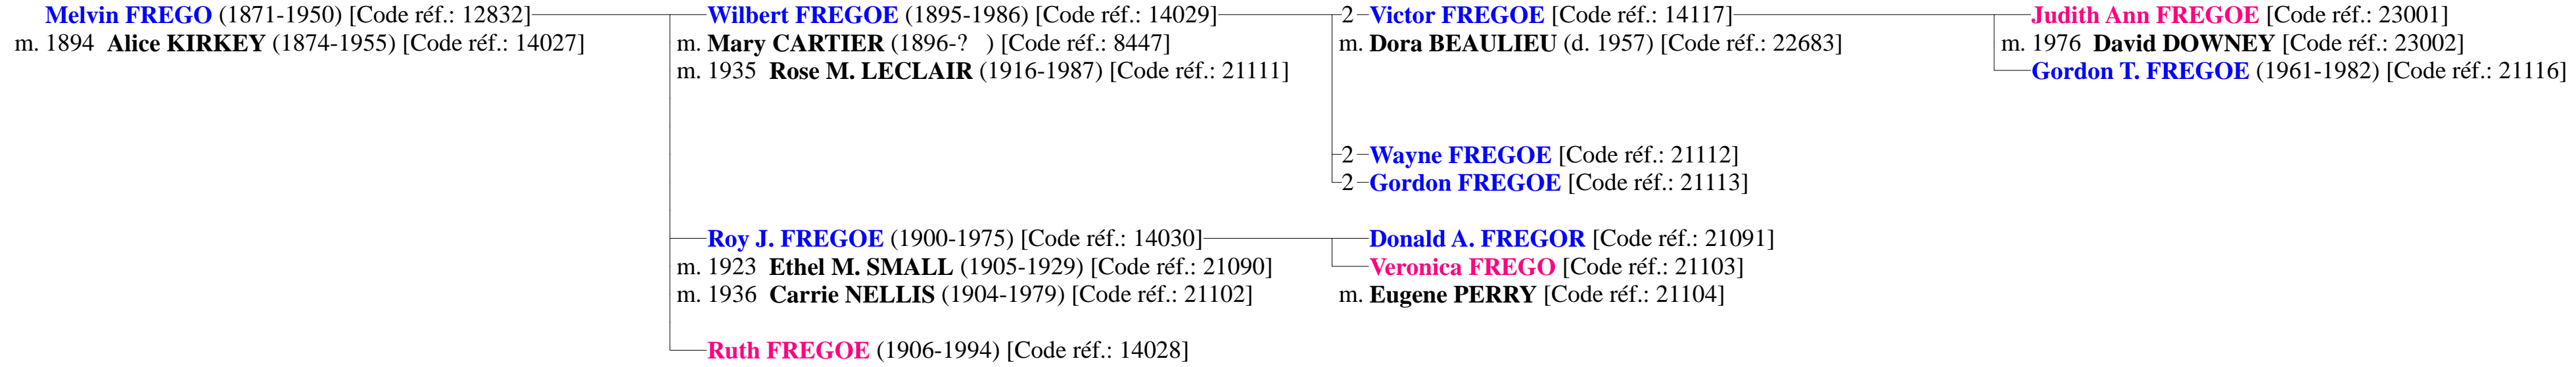 Melvin FREGO (1871-1950) [Code réf.: 12832] Wilbert FREGOE (1895-1986) [Code réf.: 14029] 2 Victor FREGOE [Code réf.: 14117] Judith Ann FREGOE [Code réf.: 23001]
m. 1894 Alice KIRKEY (1874-1955) [Code réf.: 14027] m. Mary CARTIER (1896-? ) [Code réf.: 8447] m. Dora BEAULIEU (d. 1957) [Code réf.: 22683] m. 1976 David DOWNEY [Code réf.: 23002]
m. 1935 Rose M. LECLAIR (1916-1987) [Code réf.: 21111] Gordon T. FREGOE (1961-1982) [Code réf.: 21116]
2 Wayne FREGOE [Code réf.: 21112]
2 Gordon FREGOE [Code réf.: 21113]
Roy J. FREGOE (1900-1975) [Code réf.: 14030] Donald A. FREGOR [Code réf.: 21091]
m. 1923 Ethel M. SMALL (1905-1929) [Code réf.: 21090] Veronica FREGO [Code réf.: 21103]
m. 1936 Carrie NELLIS (1904-1979) [Code réf.: 21102] m. Eugene PERRY [Code réf.: 21104]
Ruth FREGOE (1906-1994) [Code réf.: 14028]